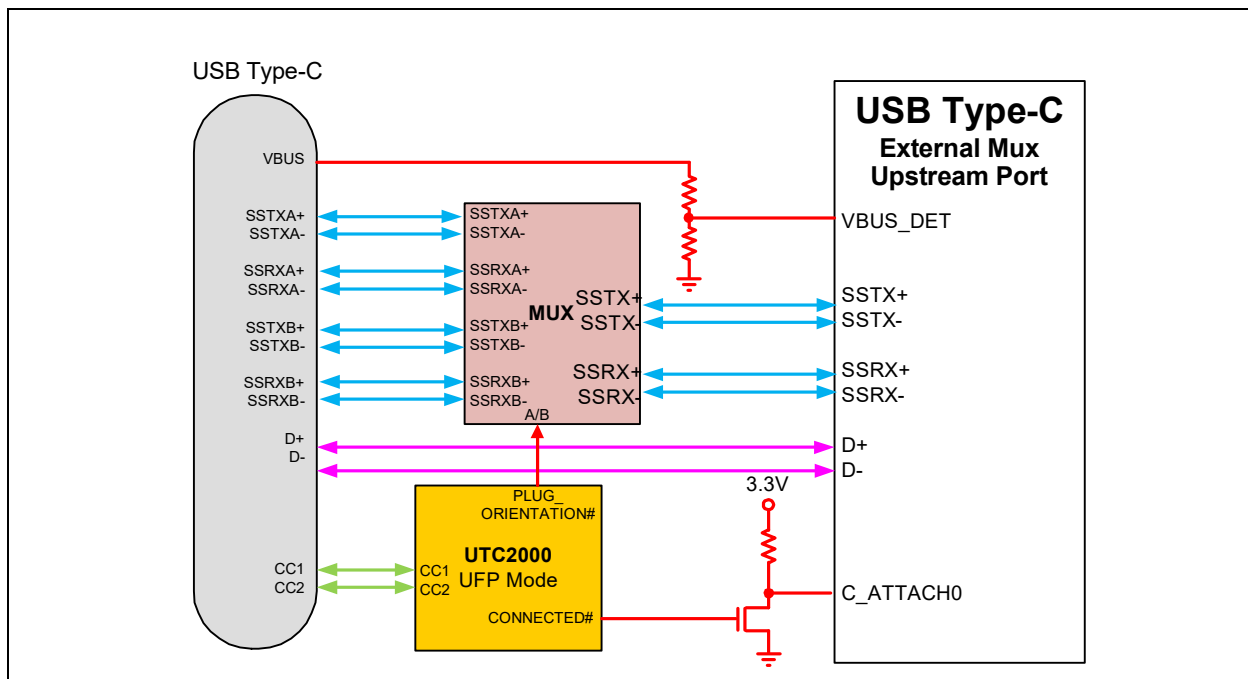 USB Type-C
VBUS
SSTXA+
SSTXA-
SSRXA+
SSRXA-
SSTXB+
SSTXB-
SSRXB+
SSRXB-
D+
D-
CC1
CC2
SSTXA+
SSTXA-
SSRXA+
SSRXA-
SSTXB+
SSTXB-
SSRXB+
SSRXB-
MUX
SSTX+
SSTX-
SSRX+
SSRX-
A/B
PLUG_
ORIENTATION#
UTC2000
UFP Mode
CC1
CC2
CONNECTED#
3.3V
USB Type-C
External Mux
Upstream Port
VBUS_DET
SSTX+
SSTX-
SSRX+
SSRX-
D+
D-
C_ATTACH0